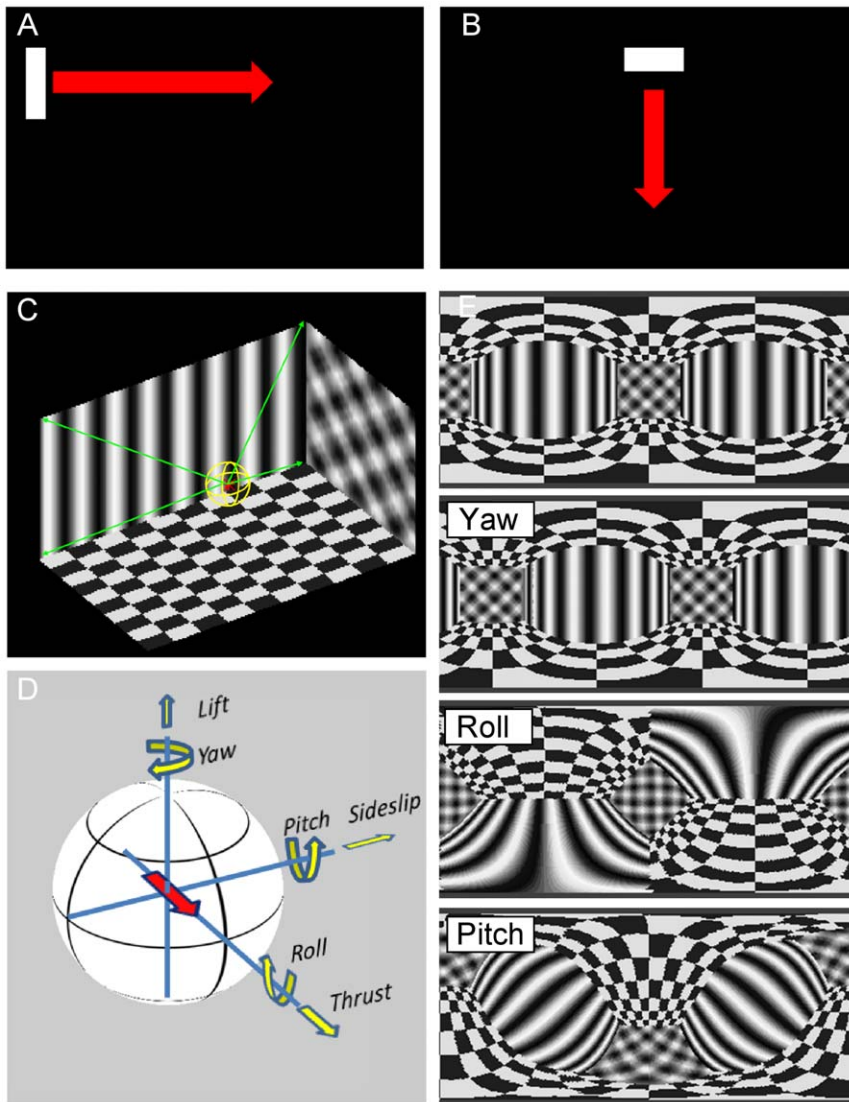 A
B
C
D
Lift
Yaw
Pitch
Sideslip
Roll
Thrust
E
Yaw
Roll
Pitch